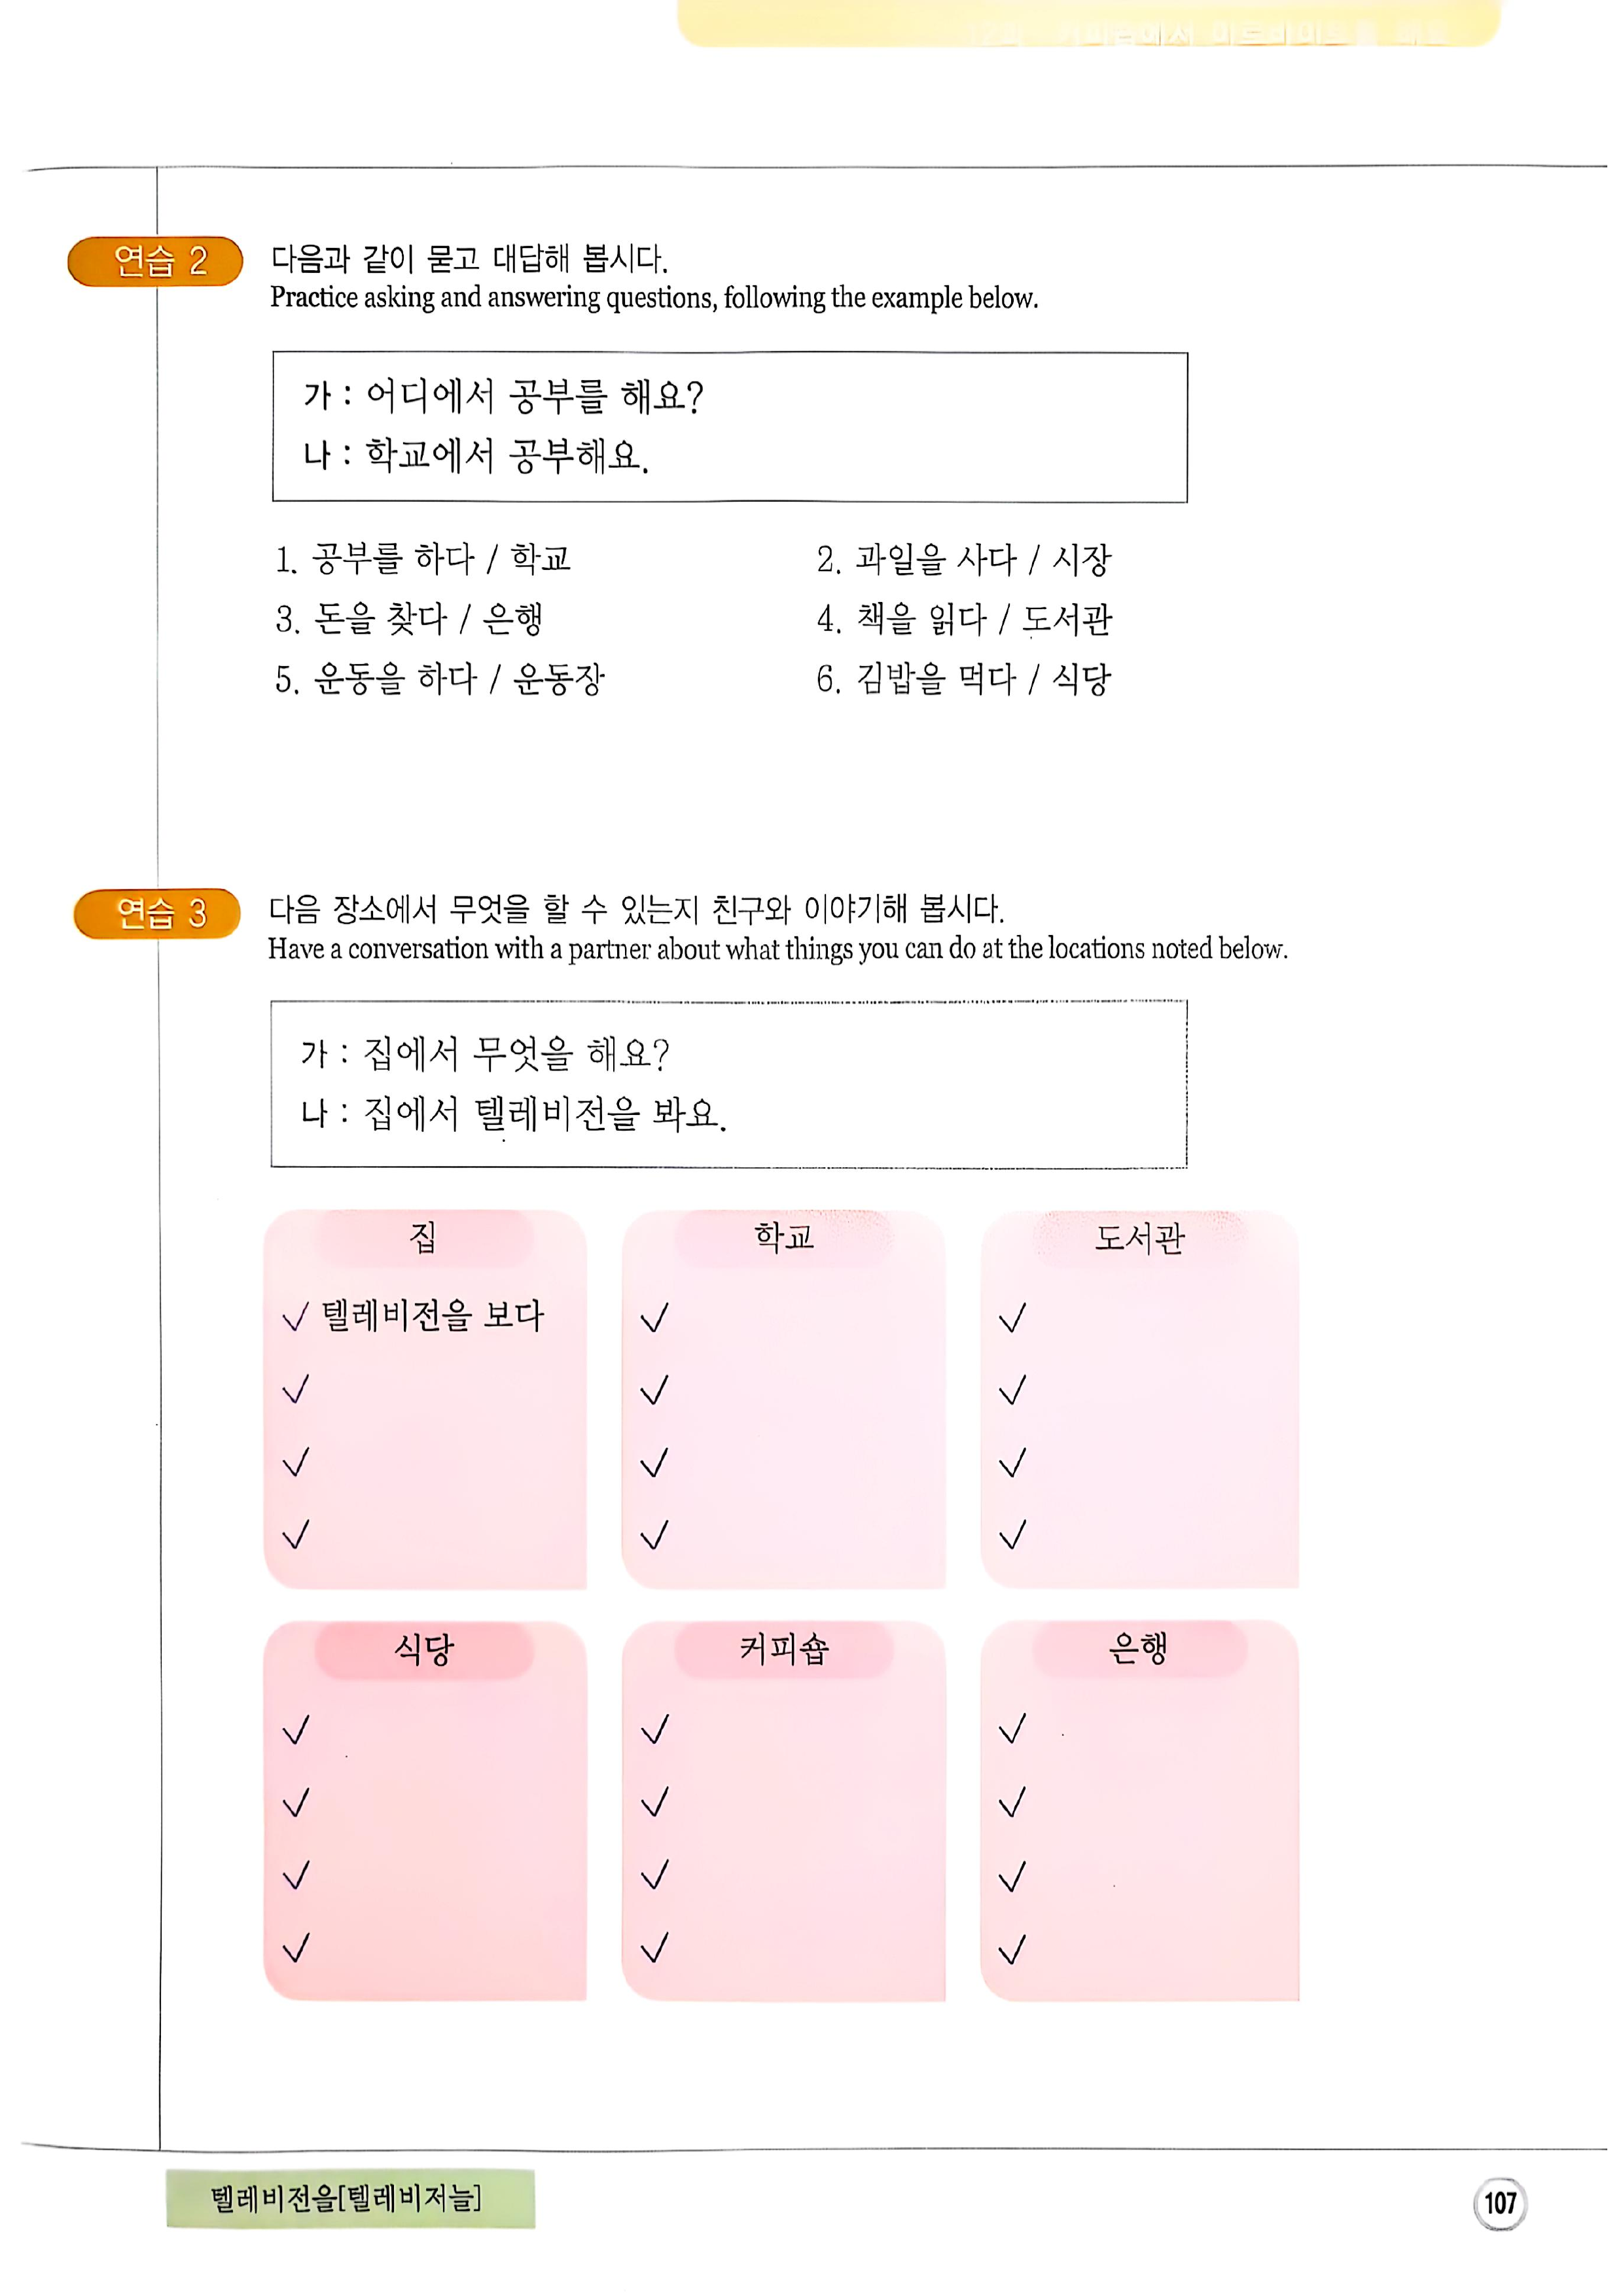 연습 2
다음과 같이 묻고 대답해 봅시다.
Practice asking and answering questions, following the example below.
가 : 어디에서 공부를 해요?
나 : 학교에서 공부해요.
1. 공부를 하다 / 학교
2. 과일을 사다 / 시장
3. 돈을 찾다 / 은행
4. 책을 읽다 / 도서관
5. 운동을 하다 / 운동장
6. 김밥을 먹다 / 식당
연습 3
다음 장소에서 무엇을 할 수 있는지 친구와 이야기해 봅시다.
Have a conversation with a partner about what things you can do at the locations noted below.
가 : 집에서 무엇을 해요?
나 : 집에서 텔레비전을 봐요.
집
✓ 텔레비전을 보다
✓
✓
✓
학교
✓
✓
✓
✓
도서관
✓
✓
✓
✓
식당
✓
✓
✓
✓
커피숍
✓
✓
✓
✓
은행
✓
✓
✓
✓
텔레비전을[텔레비저늘]
107